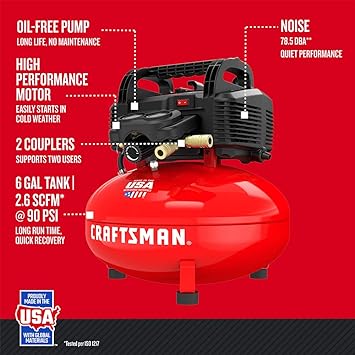 OIL-FREE PUMP
LONG LIFE, NO MAINTENANCE
HIGH
PERFORMANCE
MOTOR
EASILY STARTS IN
COLD WEATHER
2 COUPLERS
SUPPORTS TWO USERS
6 GAL TANK |
2.6 SCFM*
@ 90 PSI
LONG RUN TIME,
QUICK RECOVERY
NOISE
78.5 DBA**
QUIET PERFORMANCE
USA
CRAFTSMAN®
PROUDLY
MADE IN THE
USA
WITH GLOBAL
MATERIALS
*Tested per ISO 1217